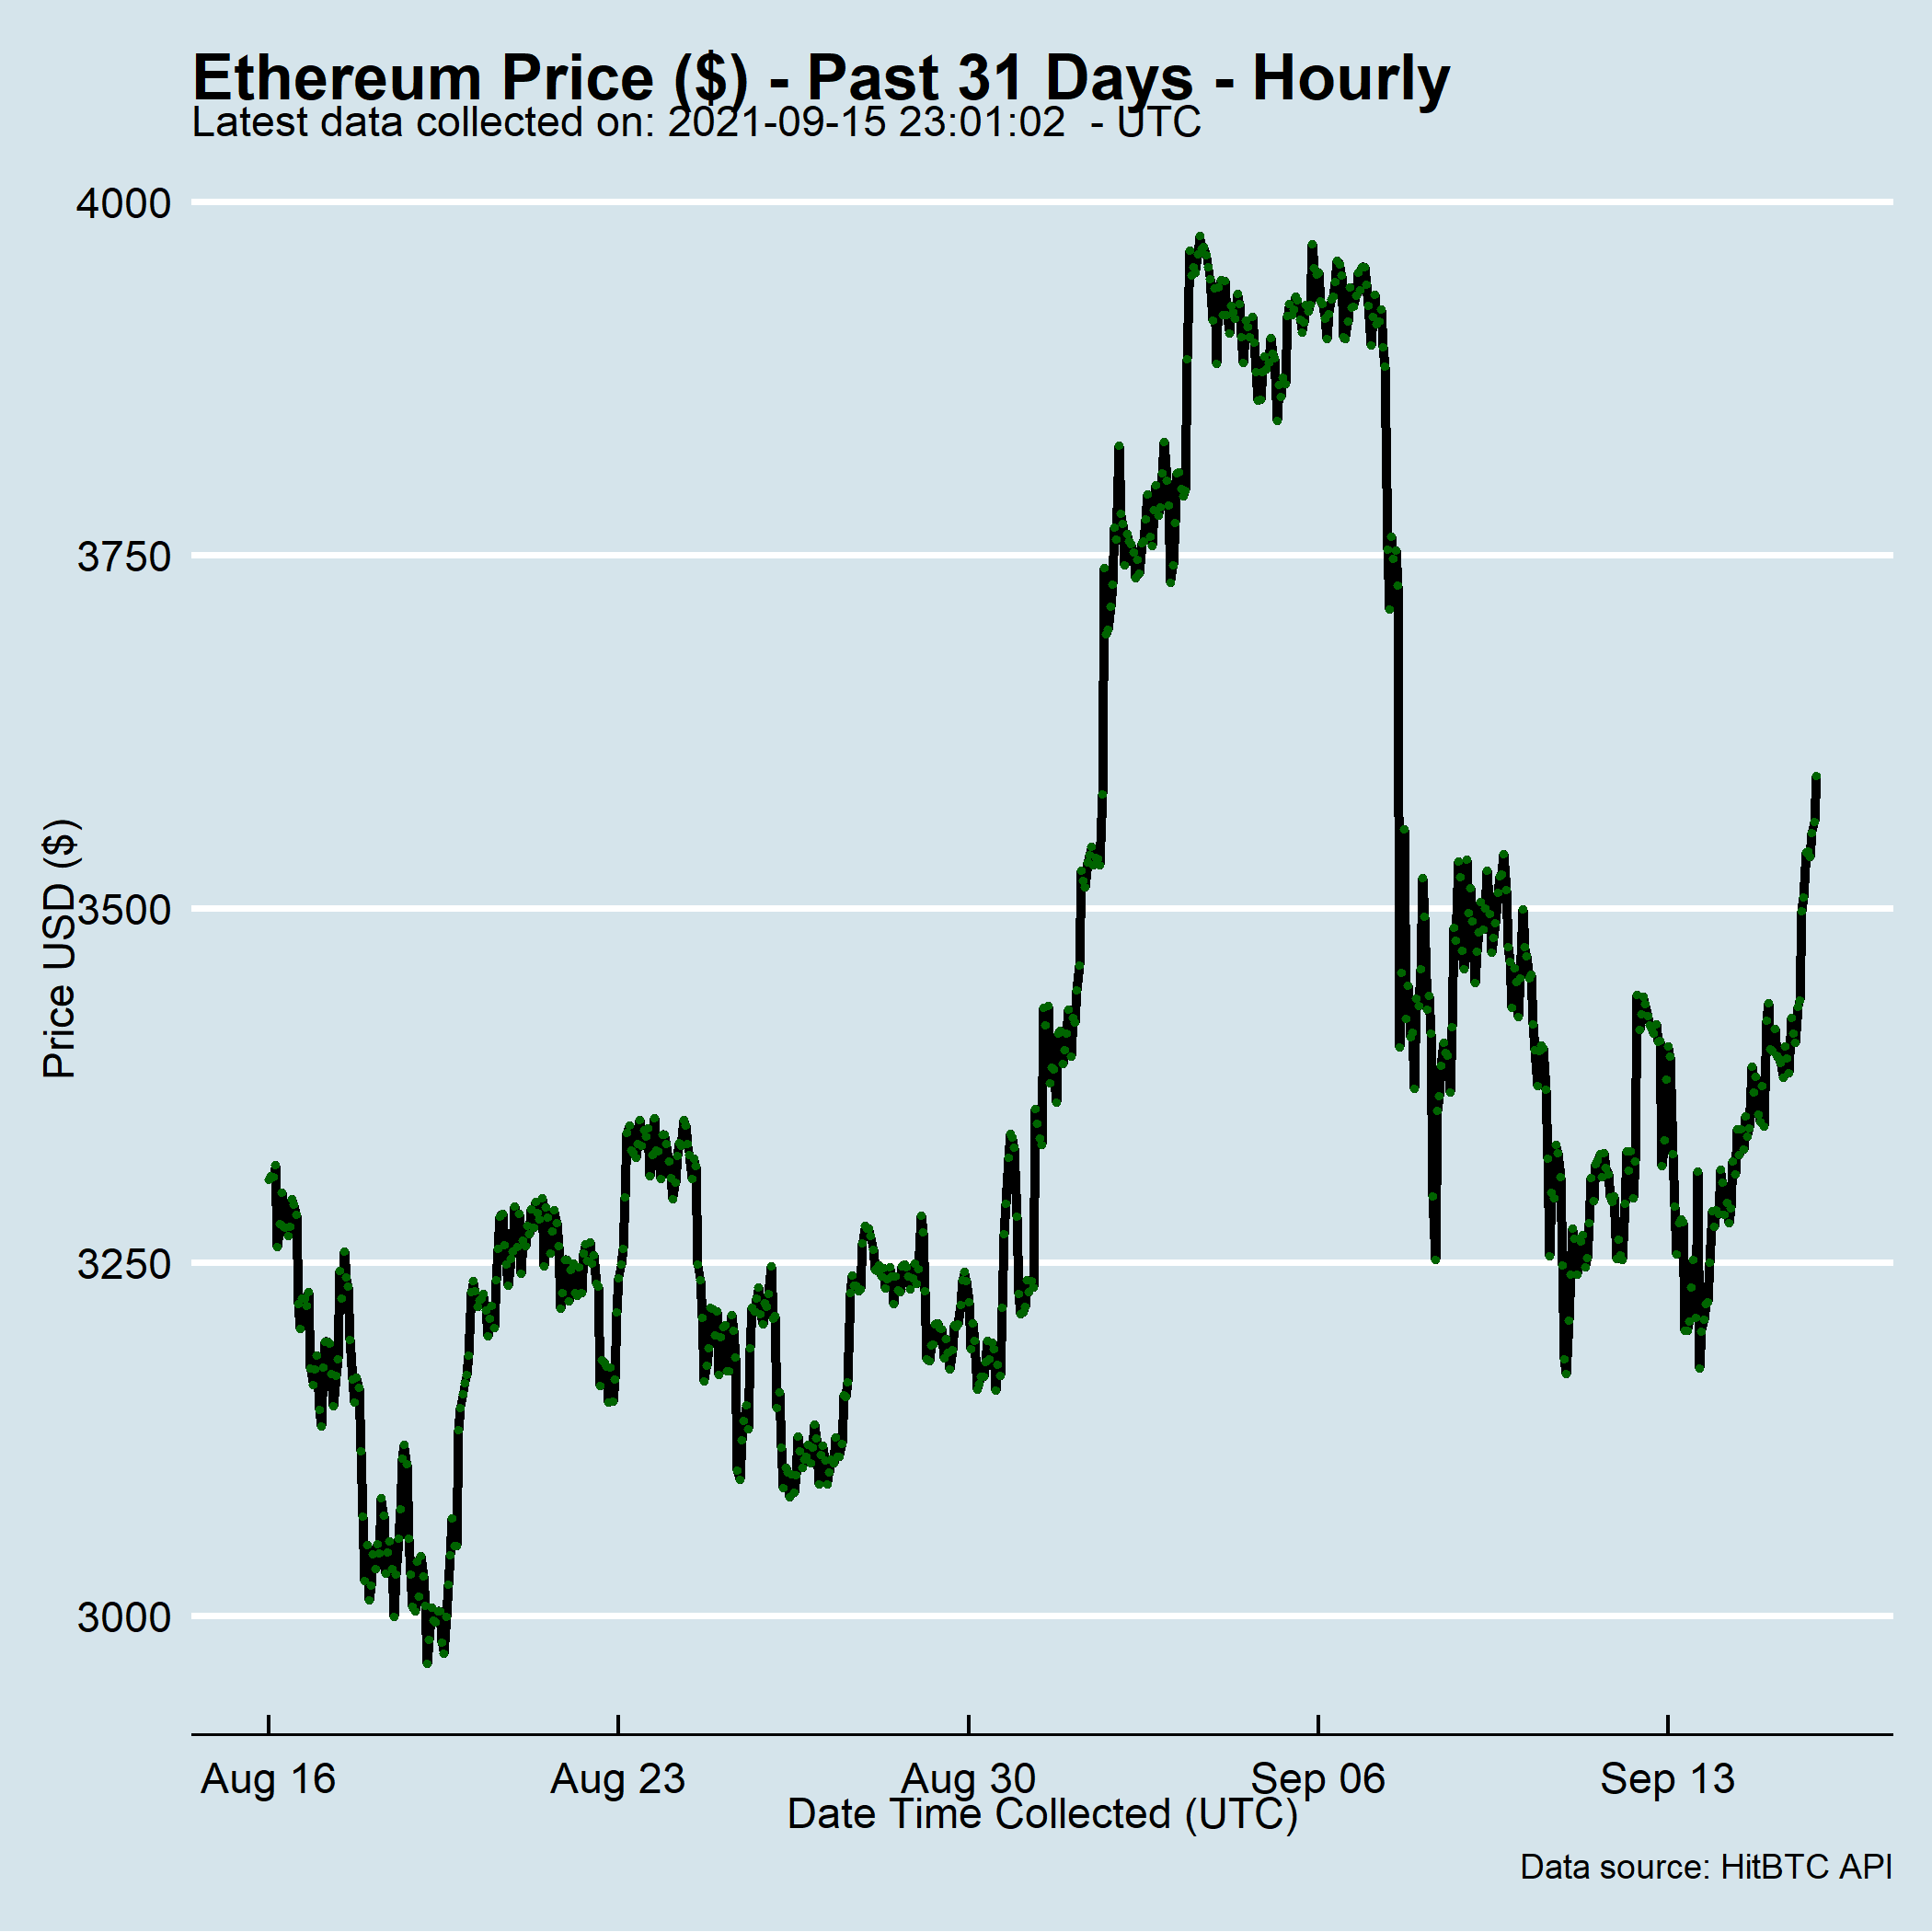 Ethereum Price ($) - Past 31 Days - Hourly
Latest data collected on: 2021-09-15 23:01:02  - UTC
4000
3750
3500
3250
3000
Price USD ($)
Aug 16 Aug 23 Aug 30 Sep 06 Sep 13
Date Time Collected (UTC)
Data source: HitBTC API